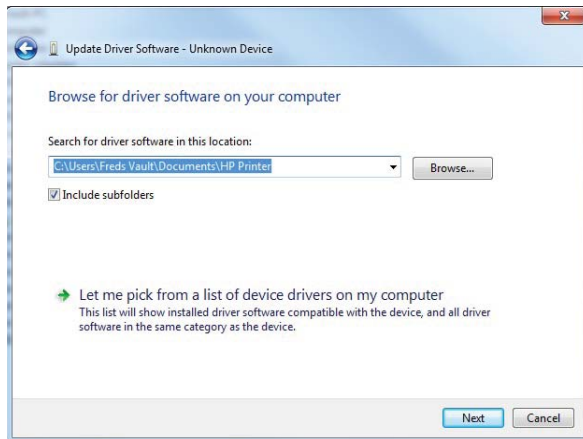 Update Driver Software - Unknown Device
Browse for driver software on your computer
Search for driver software in this location:
C:\Users\Freds Vault\Documents\HP Printer
Browse...
Include subfolders
Let me pick from a list of device drivers on my computer
This list will show installed driver software compatible with the device, and all driver
software in the same category as the device.
Next
Cancel